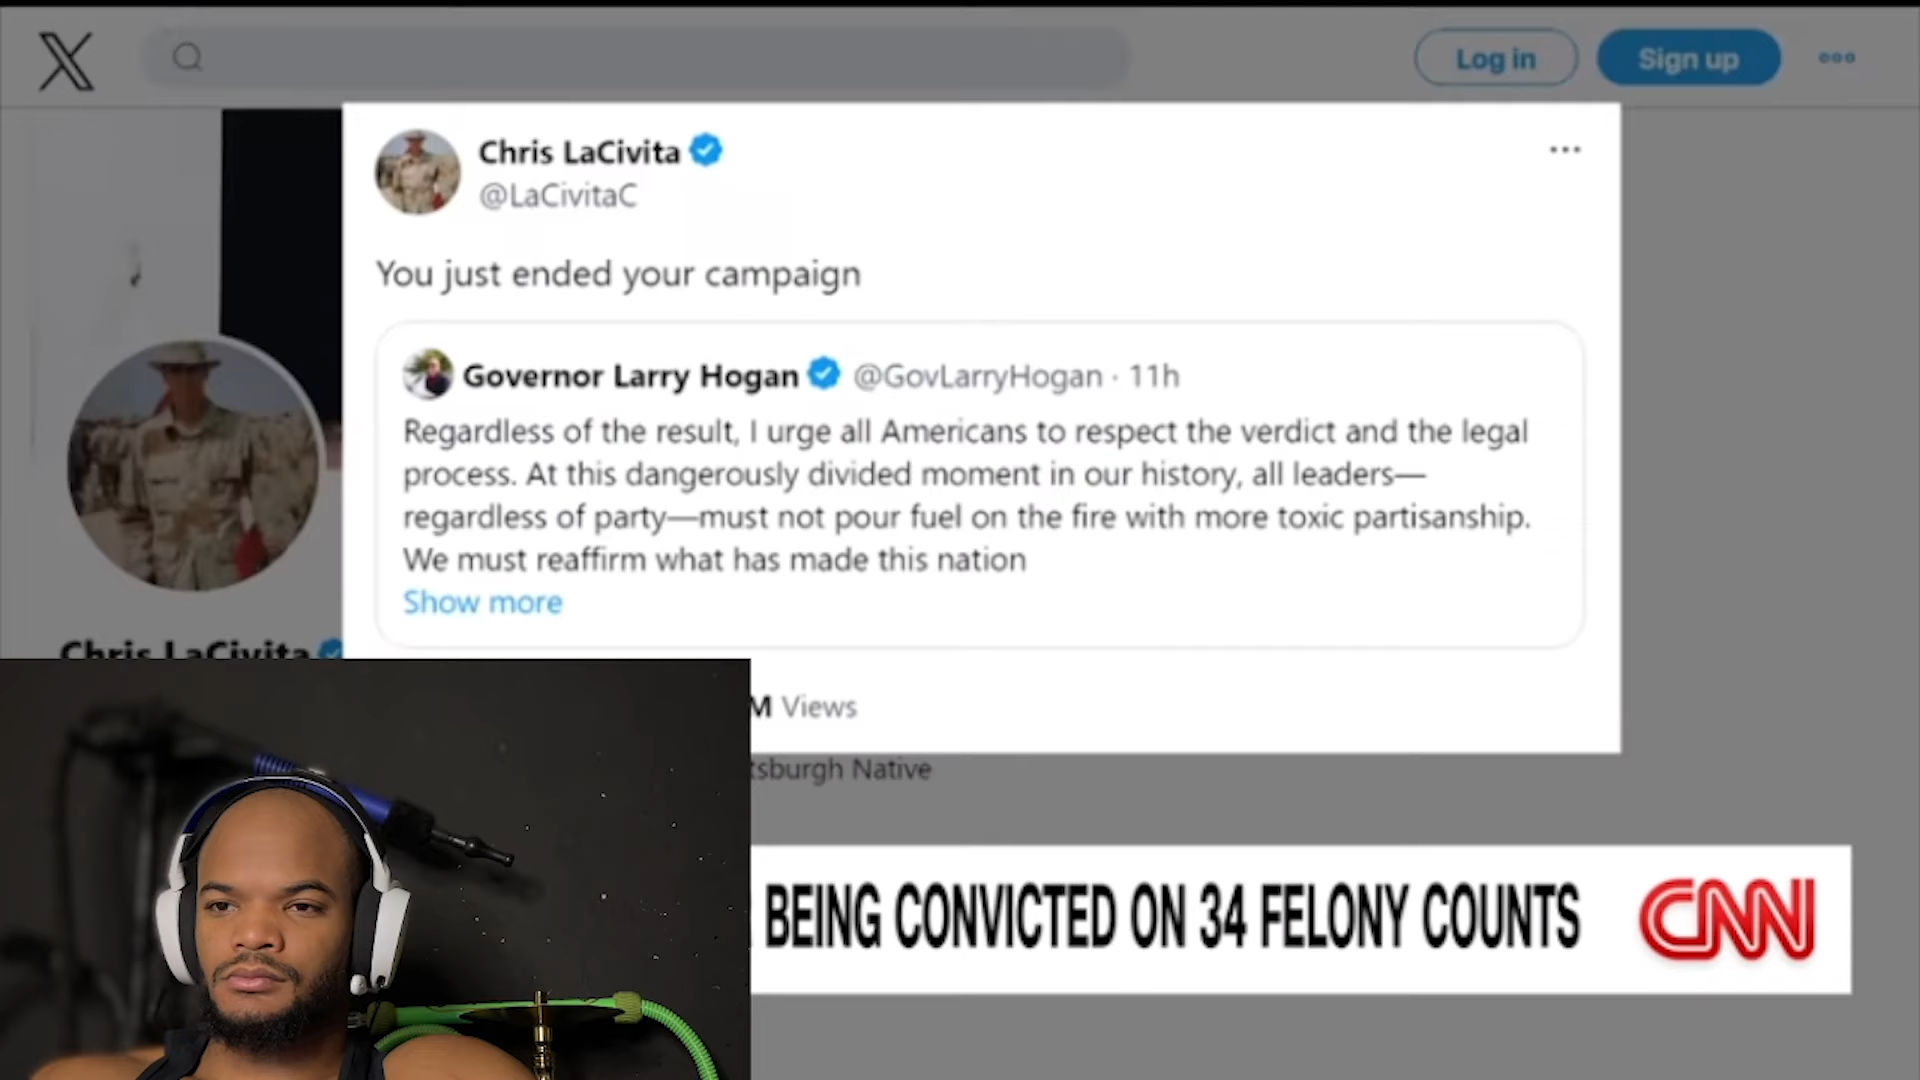 X
Log in
Sign up
Chris LaCivita
@LaCivitaC
You just ended your campaign
Governor Larry Hogan @GovLarryHogan · 11h
Regardless of the result, I urge all Americans to respect the verdict and the legal
process. At this dangerously divided moment in our history, all leaders—
regardless of party—must not pour fuel on the fire with more toxic partisanship.
We must reaffirm what has made this nation
Show more
Chris LaCivita
M Views
tsburgh Native
BEING CONVICTED ON 34 FELONY COUNTS
CNN